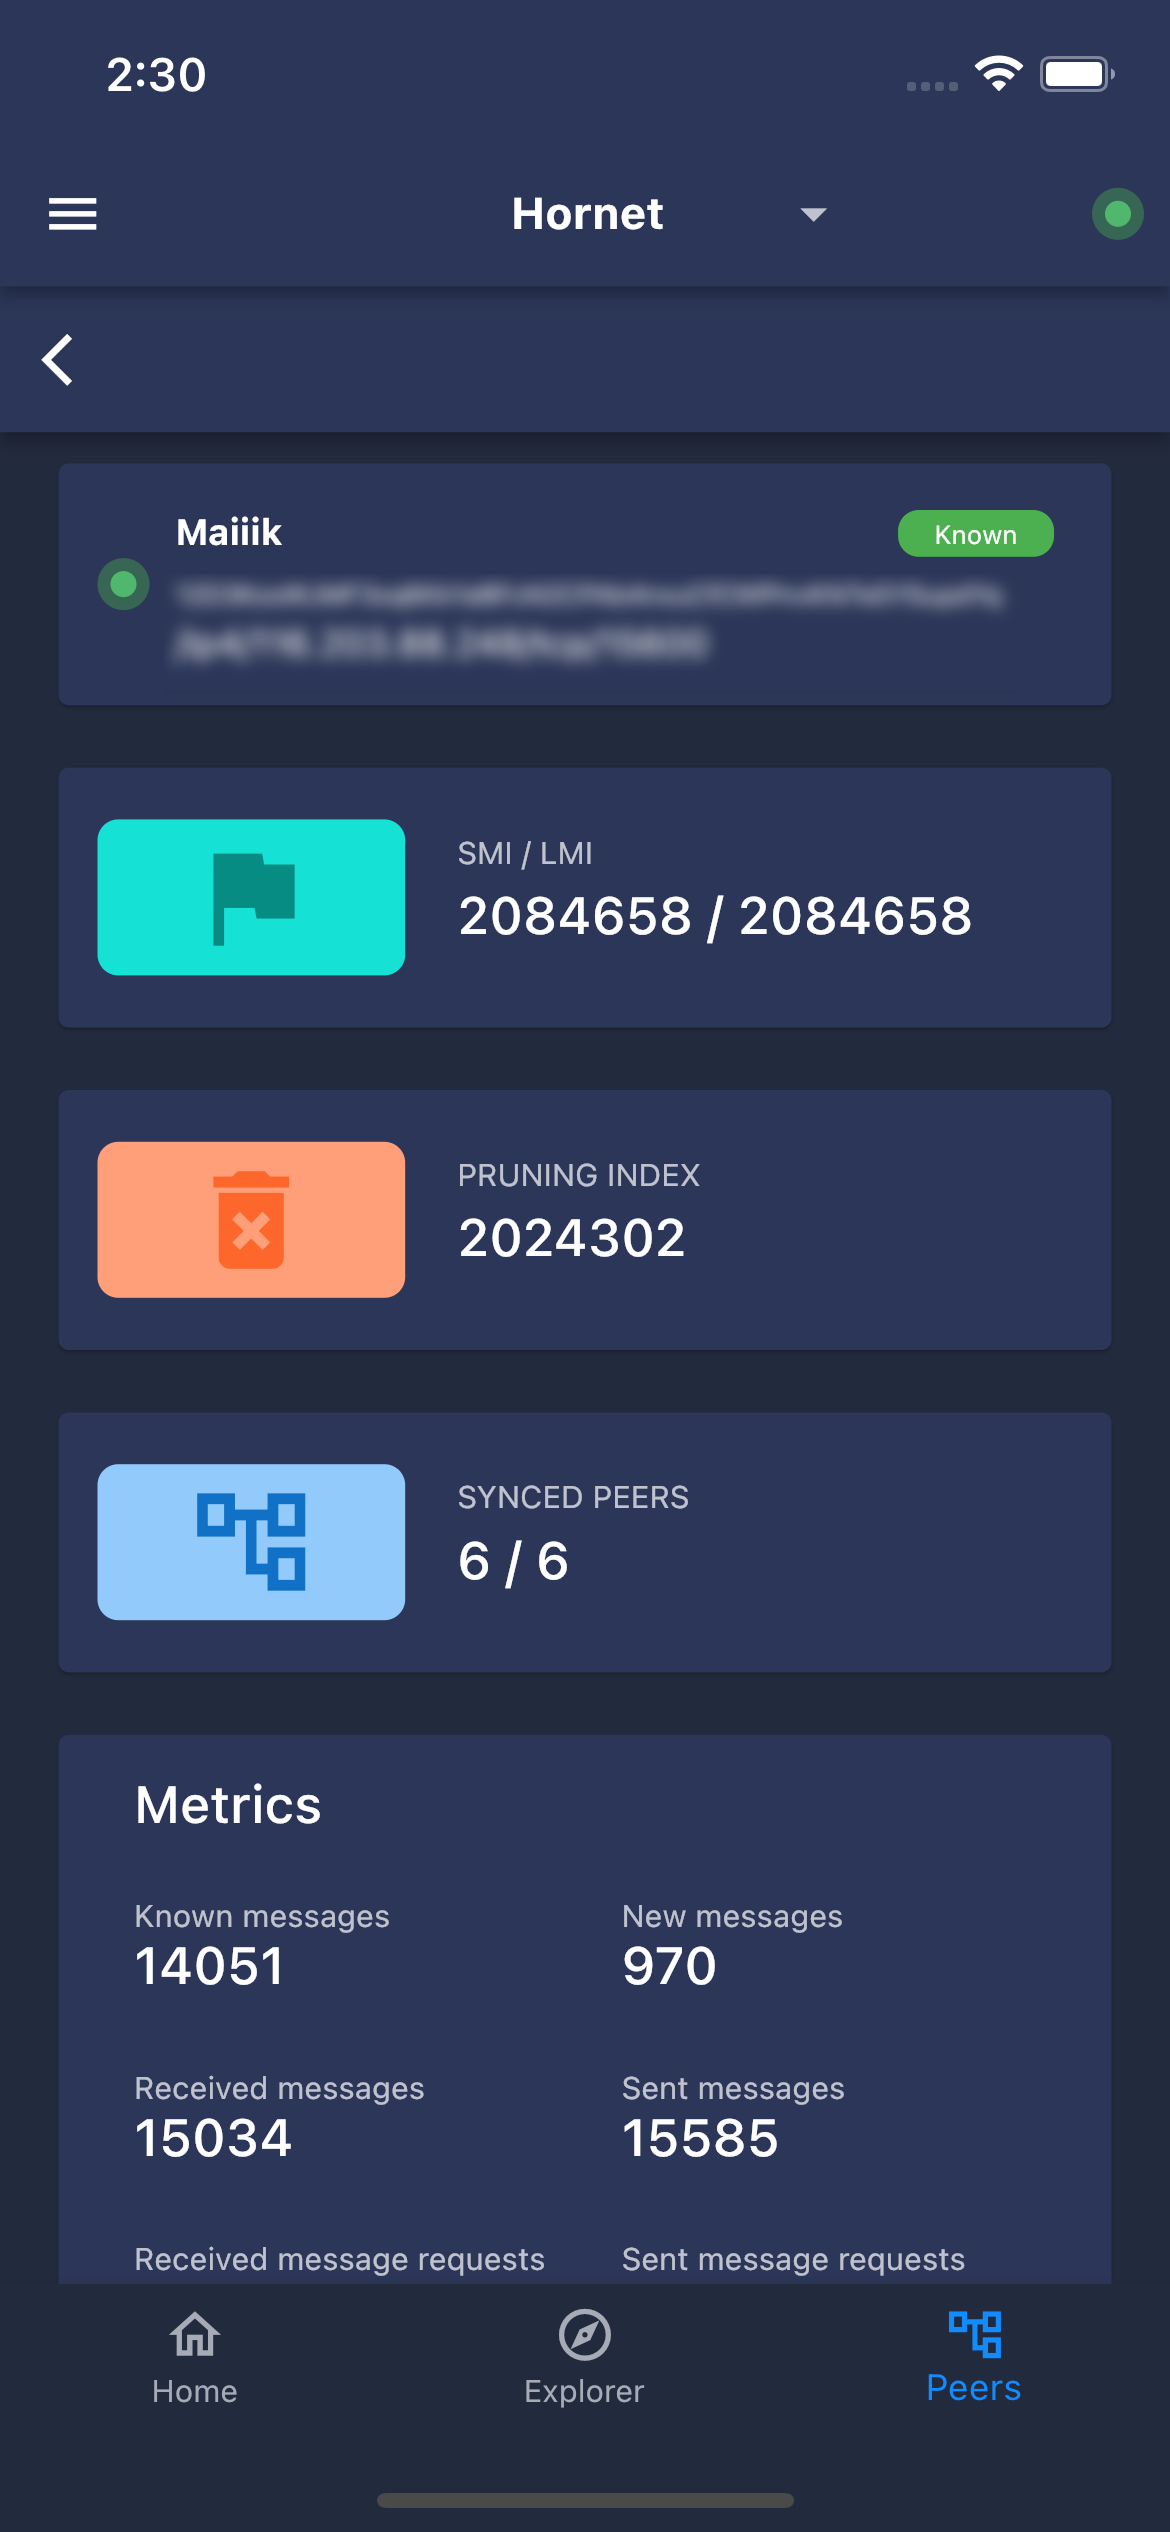 2:30
Hornet
Maiiik
Known
SMI / LMI
2084658 / 2084658
PRUNING INDEX
2024302
SYNCED PEERS
6 / 6
Metrics
Known messages
New messages
14051
970
Received messages
Sent messages
15034
15585
Received message requests
Sent message requests
Home
Explorer
Peers